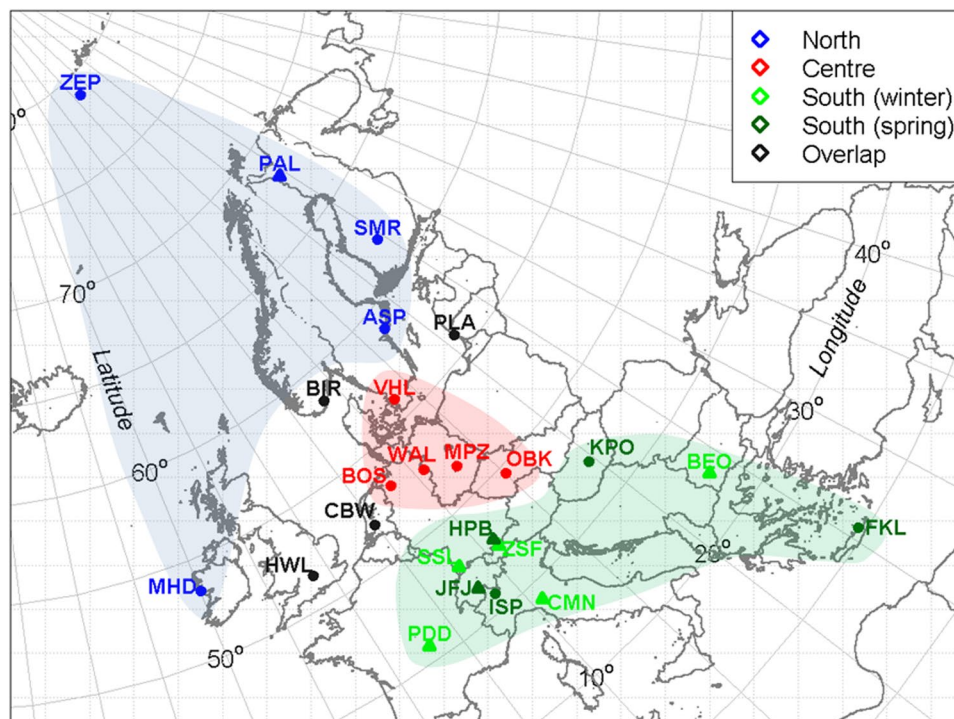 North
Centre
South (winter)
South (spring)
Overlap
ZEP
0°
PAL
SMR
40°
70°
ASP
PLA
Longitude
Latitude
VHL
BIR
30°
60°
WAL
MPZ
OBK
KPO
BEO
BOS
CBW
HPB
ZSF
FKL
20°
SSL
HWL
MHD
JFJ
ISP
CMN
PDD
50°
10°